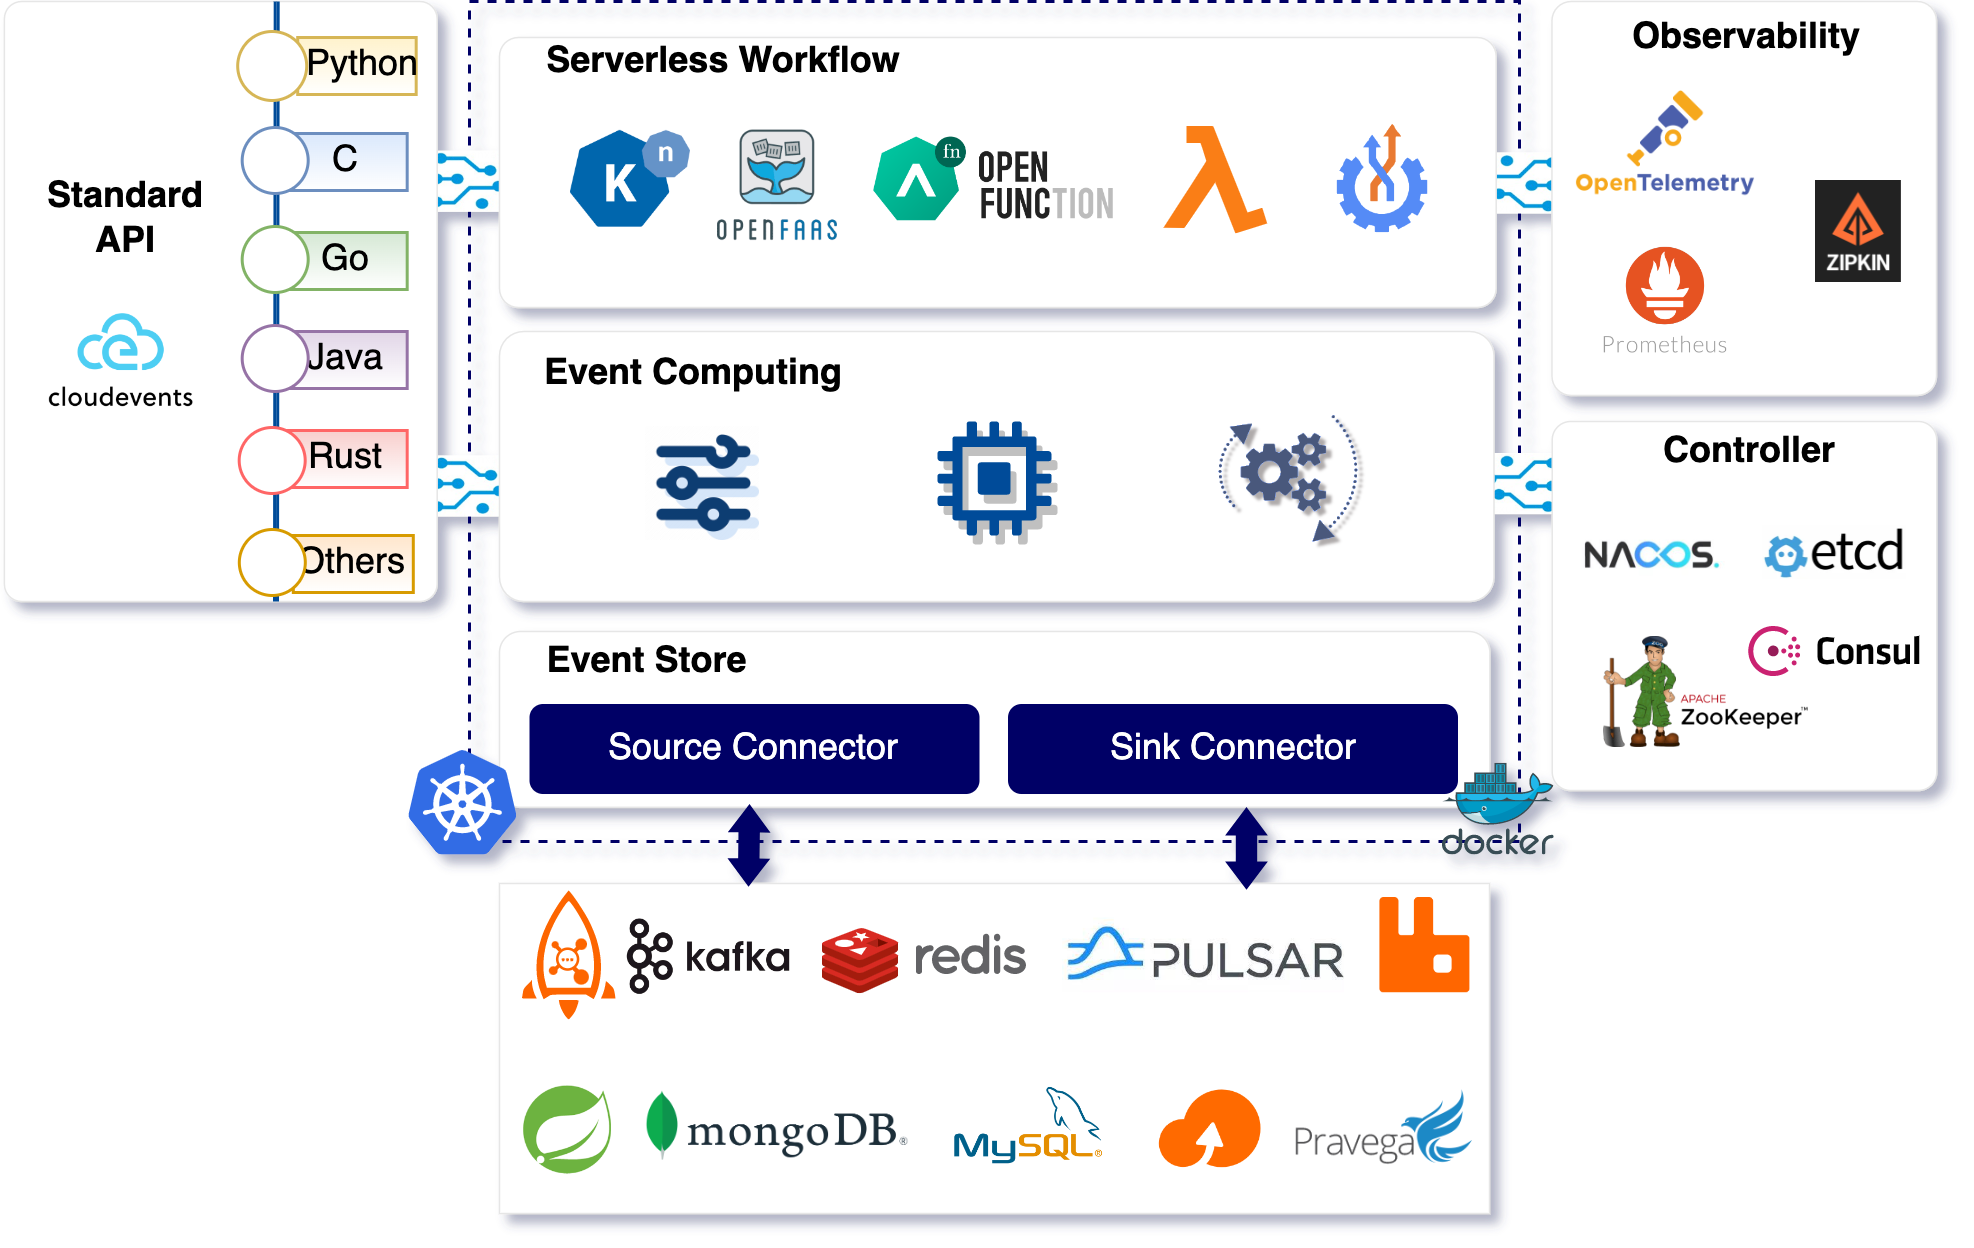 Standard
API
cloudevents
Python
C
Go
Java
Rust
Others
Serverless Workflow
K
n
OPENFAAS
fn
OPEN
FUNCTION
Event Computing
Event Store
Source Connector
Sink Connector
docker
Observability
OpenTelemetry
ZIPKIN
Prometheus
Controller
NACOS.
etcd
Consul
APACHE
ZooKeeper™
kafka
redis
PULSAR
mongoDB®
MySQL®
Pravega